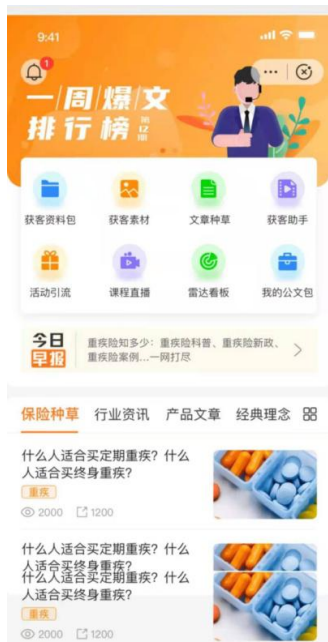 9:41
1
一周爆文
排行榜 第12期
获客资料包 获客素材 文章种草 获客助手
活动引流 课程直播 雷达看板 我的公文包
今日
早报
重疾险知多少：重疾险科普、重疾险新政、
重疾险案例...一网打尽
保险种草 行业资讯 产品文章 经典理念
什么人适合买定期重疾？什么
人适合买终身重疾？
重疾
2000 1200
什么人适合买定期重疾？什么
人适合买终身重疾？
什么人适合买定期重疾？什么
人适合买终身重疾？
重疾
2000 1200